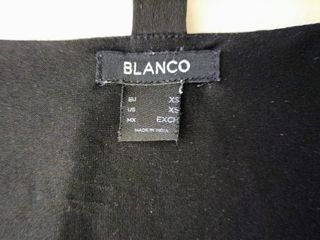 BLANCO
EU XS
US XS
MX EXCH
MADE IN INDIA